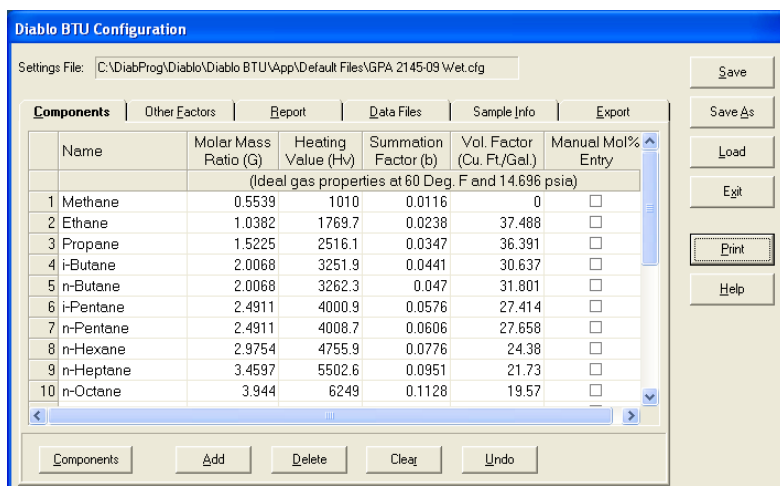 Diablo BTU Configuration
Settings File: C:\DiabProg\Diablo\Diablo BTU\App\Default Files\GPA 2145-09 Wet.cfg
Save
Components Other Factors Report Data Files Sample Info Export
Save As
Name Molar Mass Ratio (G) Heating Value (Hv) Summation Factor (b) Vol. Factor (Cu. Ft./Gal.) Manual Mol% Entry
Load
(Ideal gas properties at 60 Deg. F and 14.696 psia)
Exit
1 Methane 0.5539 1010 0.0116 0
2 Ethane 1.0382 1769.7 0.0238 37.488
3 Propane 1.5225 2516.1 0.0347 36.391
Print
4 i-Butane 2.0068 3251.9 0.0441 30.637
5 n-Butane 2.0068 3262.3 0.047 31.801
Help
6 i-Pentane 2.4911 4000.9 0.0576 27.414
7 n-Pentane 2.4911 4008.7 0.0606 27.658
8 n-Hexane 2.9754 4755.9 0.0776 24.38
9 n-Heptane 3.4597 5502.6 0.0951 21.73
10 n-Octane 3.944 6249 0.1128 19.57
Components Add Delete Clear Undo